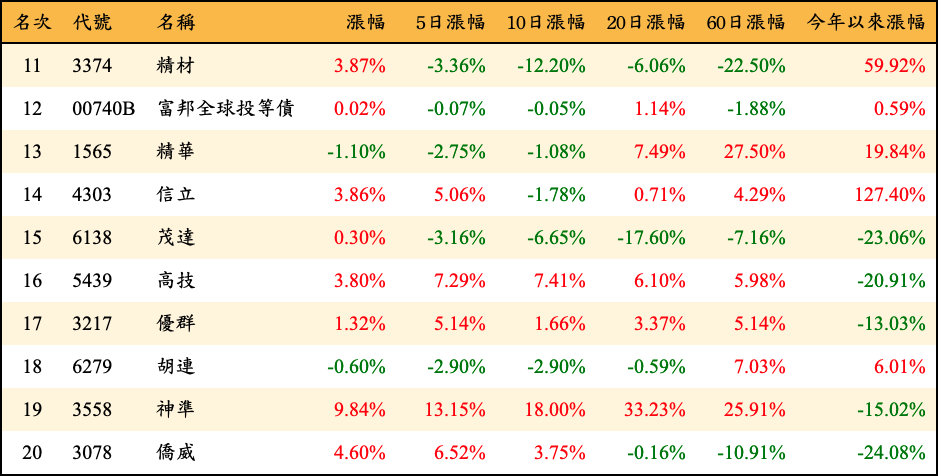 名次 代號 名稱 漲幅 5日漲幅 10日漲幅 20日漲幅 60日漲幅 今年以來漲幅
11 3374 精材 3.87% -3.36% -12.20% -6.06% -22.50% 59.92%
12 00740B 富邦全球投等債 0.02% -0.07% -0.05% 1.14% -1.88% 0.59%
13 1565 精華 -1.10% -2.75% -1.08% 7.49% 27.50% 19.84%
14 4303 信立 3.86% 5.06% -1.78% 0.71% 4.29% 127.40%
15 6138 茂達 0.30% -3.16% -6.65% -17.60% -7.16% -23.06%
16 5439 高技 3.80% 7.29% 7.41% 6.10% 5.98% -20.91%
17 3217 優群 1.32% 5.14% 1.66% 3.37% 5.14% -13.03%
18 6279 胡連 -0.60% -2.90% -2.90% -0.59% 7.03% 6.01%
19 3558 神準 9.84% 13.15% 18.00% 33.23% 25.91% -15.02%
20 3078 僑威 4.60% 6.52% 3.75% -0.16% -10.91% -24.08%